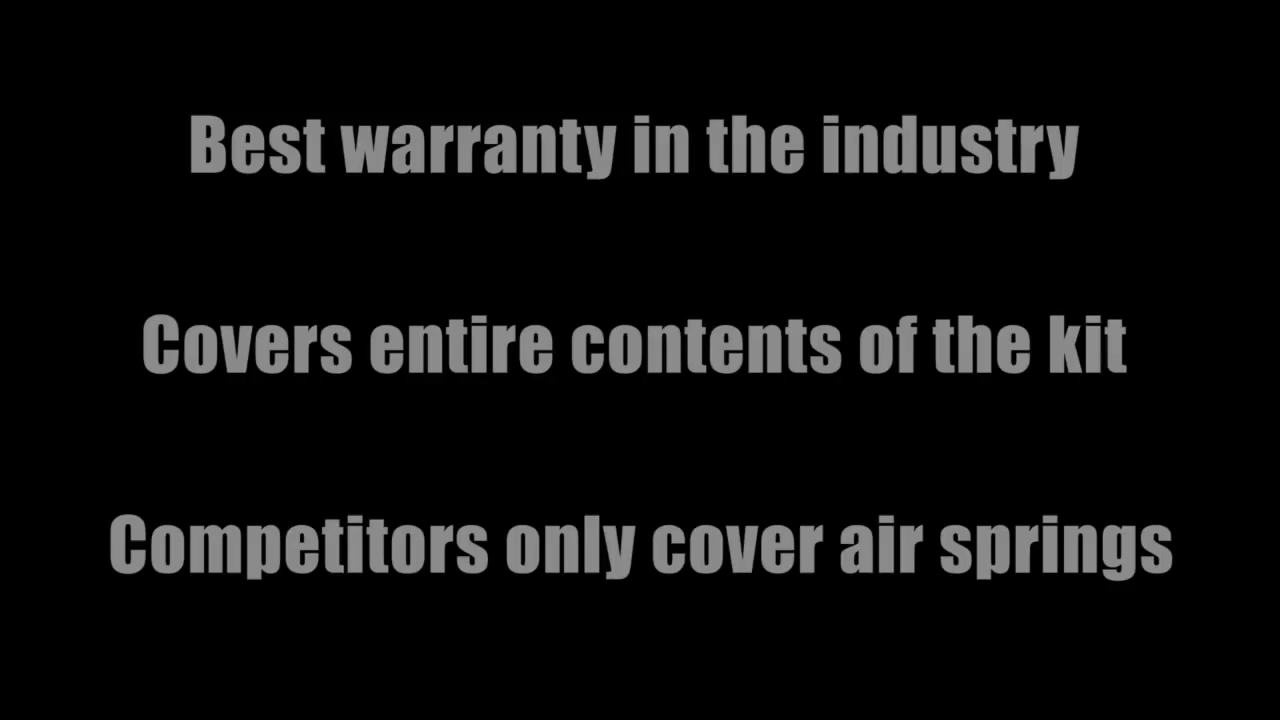 Best warranty in the industry
Covers entire contents of the kit
Competitors only cover air springs